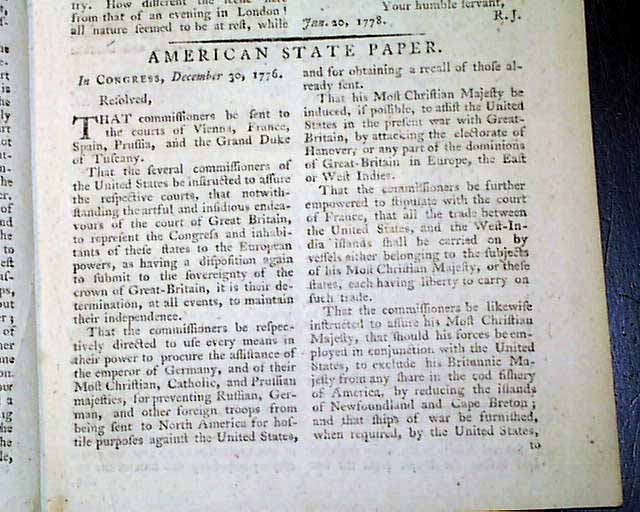 try. How different the scene here
from that of an evening in London!
all nature seemed to be at rest, while
Your humble servant,
Jan. 20, 1778.
R. J.
AMERICAN STATE PAPER.
In CONGRESS, December 30, 1776.
Resolved,
THAT commissioners be sent to
the courts of Vienna, France,
Spain, Prussia, and the Grand Duke
of Tuscany.
That the several commissioners of
the United States be instructed to assure
the respective courts, that notwith-
standing the artful and insidious endea-
vours of the court of Great Britain,
to represent the Congress and inhabi-
tants of these states to the European
powers, as having a disposition again
to submit to the sovereignty of the
crown of Great-Britain, it is their de-
termination, at all events, to maintain
their independence.
That the commissioners be respec-
tively directed to use every means in
their power to procure the assistance of
the emperor of Germany, and of their
Most Christian, Catholic, and Prussian
majesties, for preventing Russian, Ger-
man, and other foreign troops from
being sent to North America for hos-
tile purposes against the United States,
and for obtaining a recall of those al-
ready sent.
That his Most Christian Majesty be
induced, if possible, to assist the United
States in the present war with Great-
Britain, by attacking the electorate of
Hanover, or any part of the dominions
of Great-Britain in Europe, the East
or West Indies.
That the commissioners be further
empowered to stipulate with the court
of France, that all the trade between
the United States, and the West-In-
dia islands shall be carried on by
vessels either belonging to the subjects
of his Most Christian Majesty, or these
states, each having liberty to carry on
such trade.
That the commissioners be likewise
instructed to assure his Most Christian
Majesty, that should his forces be em-
ployed in conjunction with the United
States, to exclude his Britannic Ma-
jesty from any share in the cod fishery
of America, by reducing the islands
of Newfoundland and Cape Breton;
and that ships of war be furnished,
when required, by the United States,
to